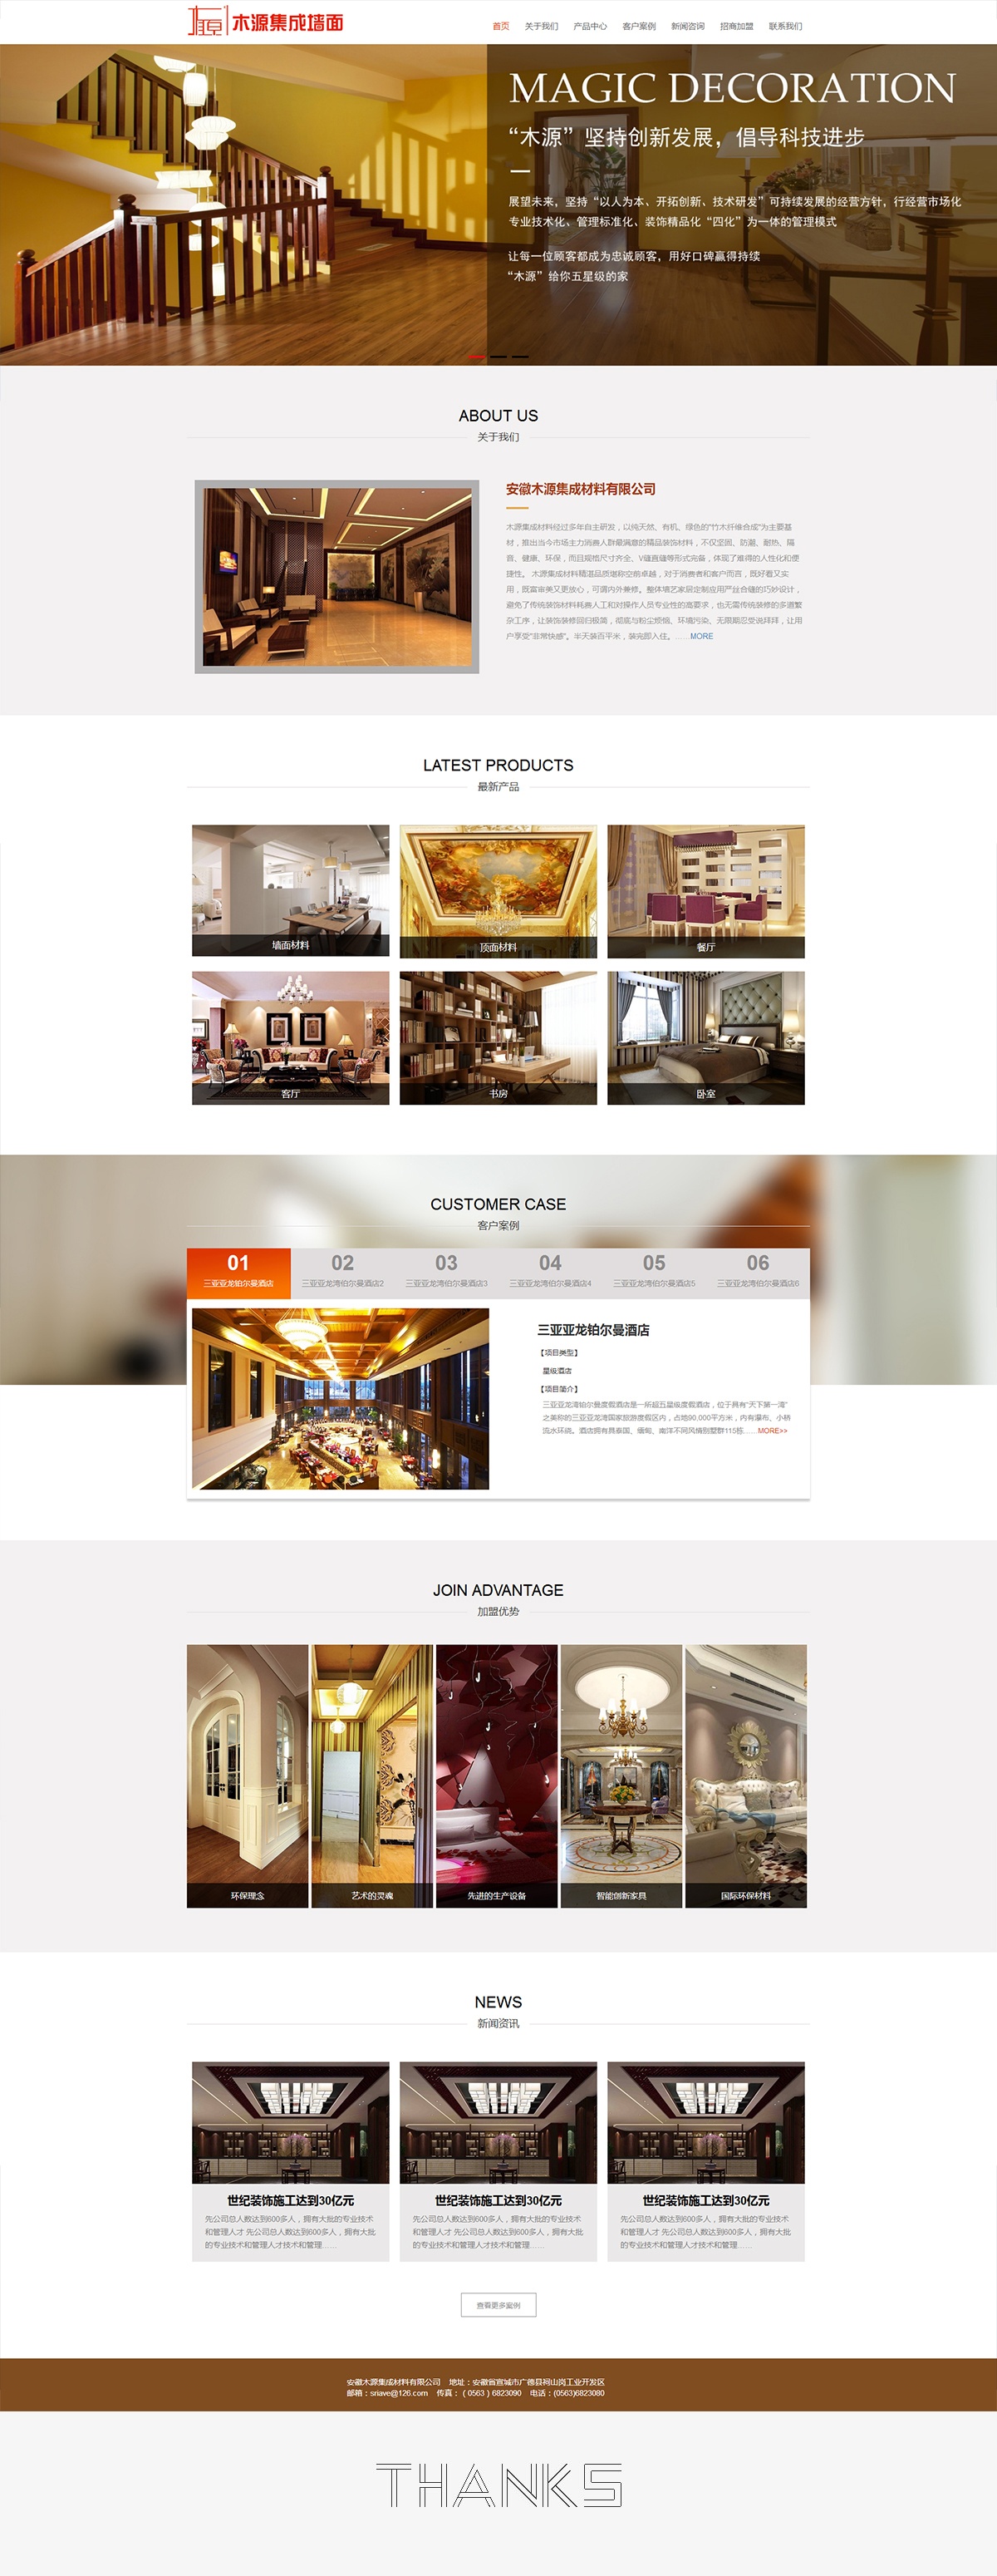 木源集成墙面
首页 关于我们 产品中心 客户案例 新闻咨询 招商加盟 联系我们
MAGIC DECORATION
“木源”坚持创新发展，倡导科技进步
展望未来，坚持“以人为本、开拓创新、技术研发”可持续发展的经营方针，行经营市场化
专业技术化、管理标准化、装饰精品化“四化”为一体的管理模式
让每一位顾客都成为忠诚顾客，用好口碑赢得持续
“木源”给你五星级的家
ABOUT US
关于我们
安徽木源集成材料有限公司
木源集成材料经过多年自主研发，以纯天然、有机、绿色的“竹木纤维合成”为主要基
材，推出当今市场主力消费人群最满意的精品装饰材料，不仅坚固、防潮、耐热、隔
音、健康、环保，而且规格尺寸齐全、V缝直缝等形式完备，体现了难得的人性化和便
捷性。 木源集成材料精湛品质堪称空前卓越，对于消费者和客户而言，既好看又实
用，既富审美又更放心，可谓内外兼修。整体墙艺家居定制应用严丝合缝的巧妙设计，
避免了传统装饰材料耗费人工和对操作人员专业性的高要求，也无需传统装修的多道繁
杂工序，让装饰装修回归极简，彻底与粉尘烦恼、环境污染、无限期忍受说拜拜，让用
户享受“非常快感”。半天装百平米，装完即入住。......MORE
LATEST PRODUCTS
最新产品
墙面材料
顶面材料
餐厅
客厅
书房
卧室
CUSTOMER CASE
客户案例
01 02 03 04 05 06
三亚亚龙铂尔曼酒店 三亚亚龙湾伯尔曼酒店2 三亚亚龙湾伯尔曼酒店3 三亚亚龙湾伯尔曼酒店4 三亚亚龙湾伯尔曼酒店5 三亚亚龙湾伯尔曼酒店6
三亚亚龙铂尔曼酒店
【项目类型】
星级酒店
【项目简介】
三亚亚龙湾铂尔曼度假酒店是一所超五星级度假酒店，位于具有“天下第一湾”
之美称的三亚亚龙湾国家旅游度假区内，占地90,000平方米，内有瀑布、小桥
流水环绕。酒店拥有具泰国、缅甸、南洋不同风情别墅群115栋......MORE>>
JOIN ADVANTAGE
加盟优势
环保理念
艺术的灵魂
先进的生产设备
智能创新家具
国际环保材料
NEWS
新闻资讯
世纪装饰施工达到30亿元
先公司总人数达到600多人，拥有大批的专业技术
和管理人才 先公司总人数达到600多人，拥有大批
的专业技术和管理人才技术和管理......
世纪装饰施工达到30亿元
先公司总人数达到600多人，拥有大批的专业技术
和管理人才 先公司总人数达到600多人，拥有大批
的专业技术和管理人才技术和管理......
世纪装饰施工达到30亿元
先公司总人数达到600多人，拥有大批的专业技术
和管理人才 先公司总人数达到600多人，拥有大批
的专业技术和管理人才技术和管理......
查看更多案例
安徽木源集成材料有限公司 地址：安徽省宣城市广德县祠山岗工业开发区
邮箱：sriave@126.com 传真：（0563）6823090 电话：(0563)6823080
THANKS